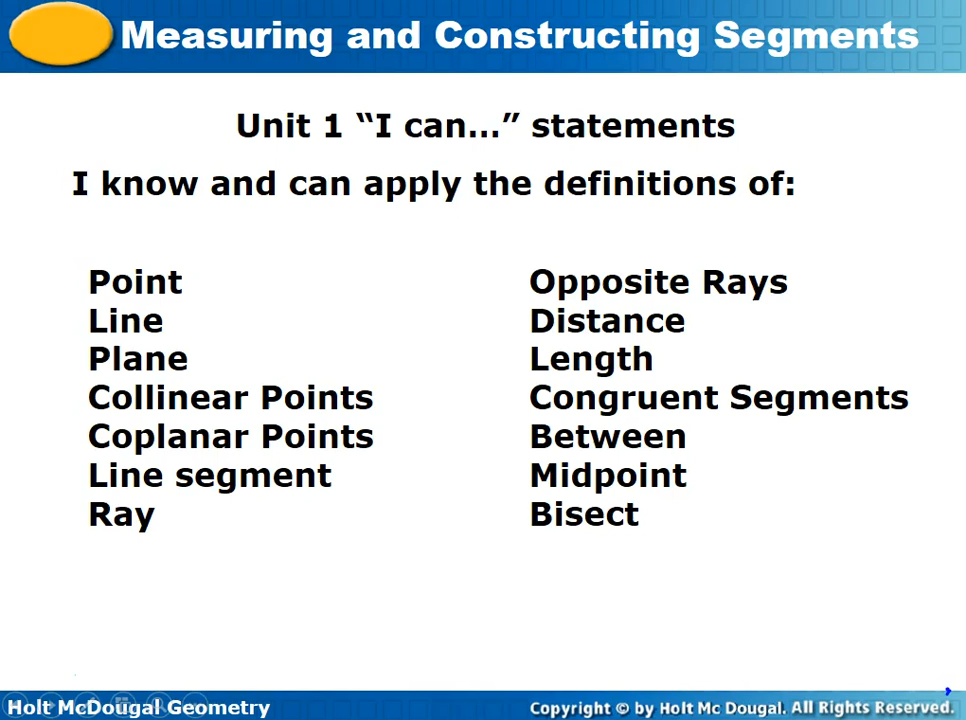 Measuring and Constructing Segments
Unit 1 “I can…” statements
I know and can apply the definitions of:
Point
Line
Plane
Collinear Points
Coplanar Points
Line segment
Ray
Opposite Rays
Distance
Length
Congruent Segments
Between
Midpoint
Bisect
Holt McDougal Geometry
Copyright © by Holt Mc Dougal. All Rights Reserved.